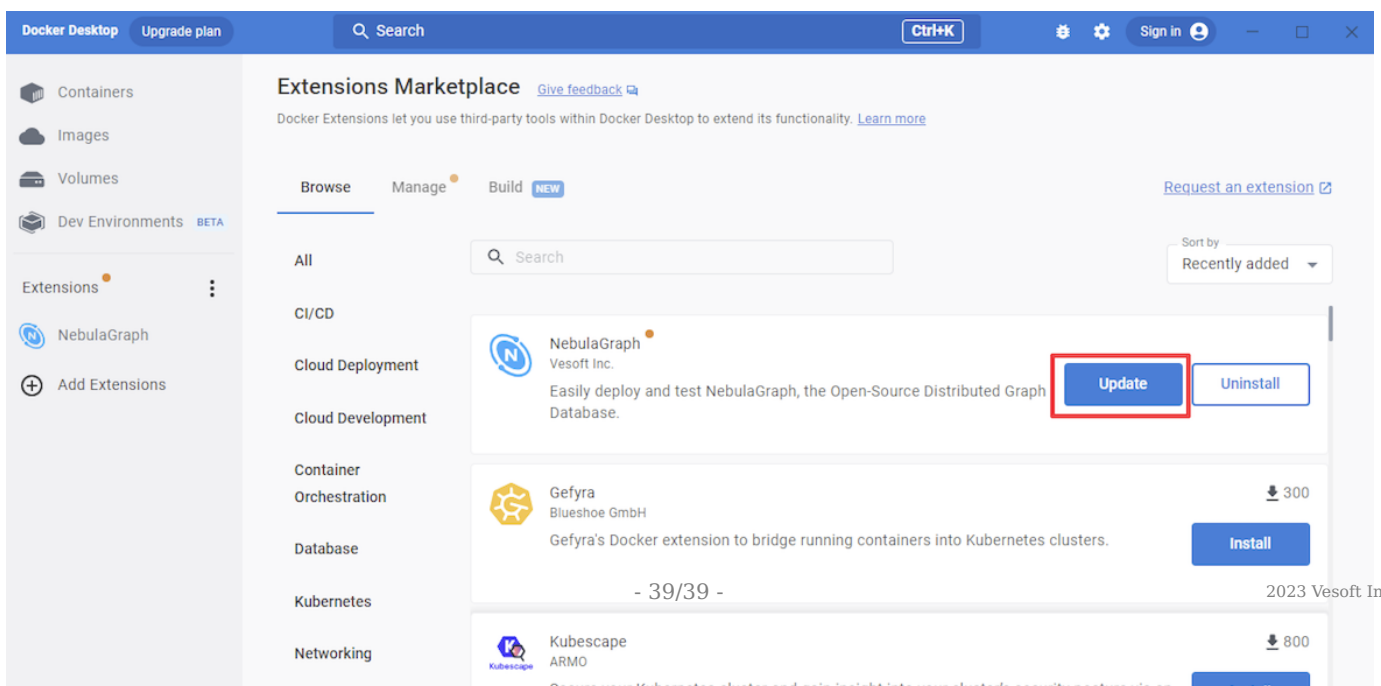 Docker Desktop Upgrade plan Search Ctrl+K Sign in
Containers
Images
Volumes
Dev Environments BETA
Extensions
NebulaGraph
Add Extensions
Extensions Marketplace Give feedback
Docker Extensions let you use third-party tools within Docker Desktop to extend its functionality. Learn more
Browse Manage Build NEW Request an extension
All
CI/CD
Cloud Deployment
Cloud Development
Container
Orchestration
Database
Kubernetes
Networking
Search
Sort by
Recently added
N
NebulaGraph
Vesoft Inc.
Easily deploy and test NebulaGraph, the Open-Source Distributed Graph
Database.
Update Uninstall
Gefyra
Blueshoe GmbH
Gefyra's Docker extension to bridge running containers into Kubernetes clusters.
300
Install
- 39/39 - 2023 Vesoft In
Kubescape
Kubescape
ARMO
800